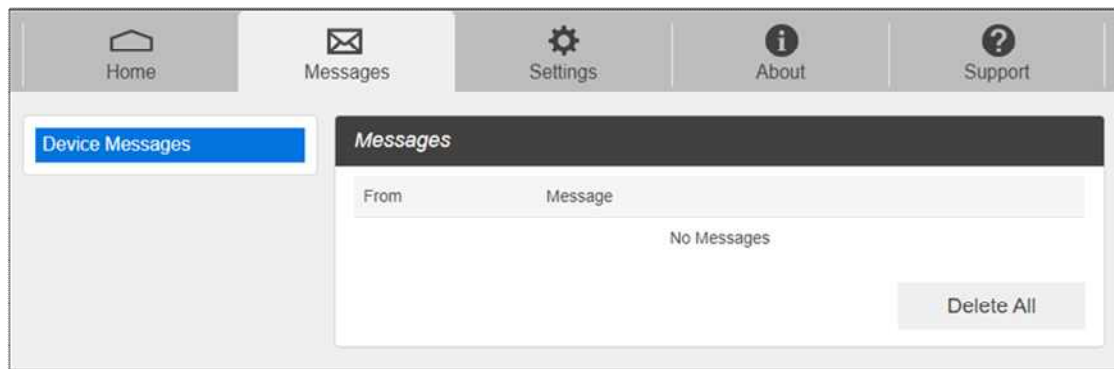 Home Messages Settings About Support
Device Messages
Messages
From Message
No Messages
Delete All